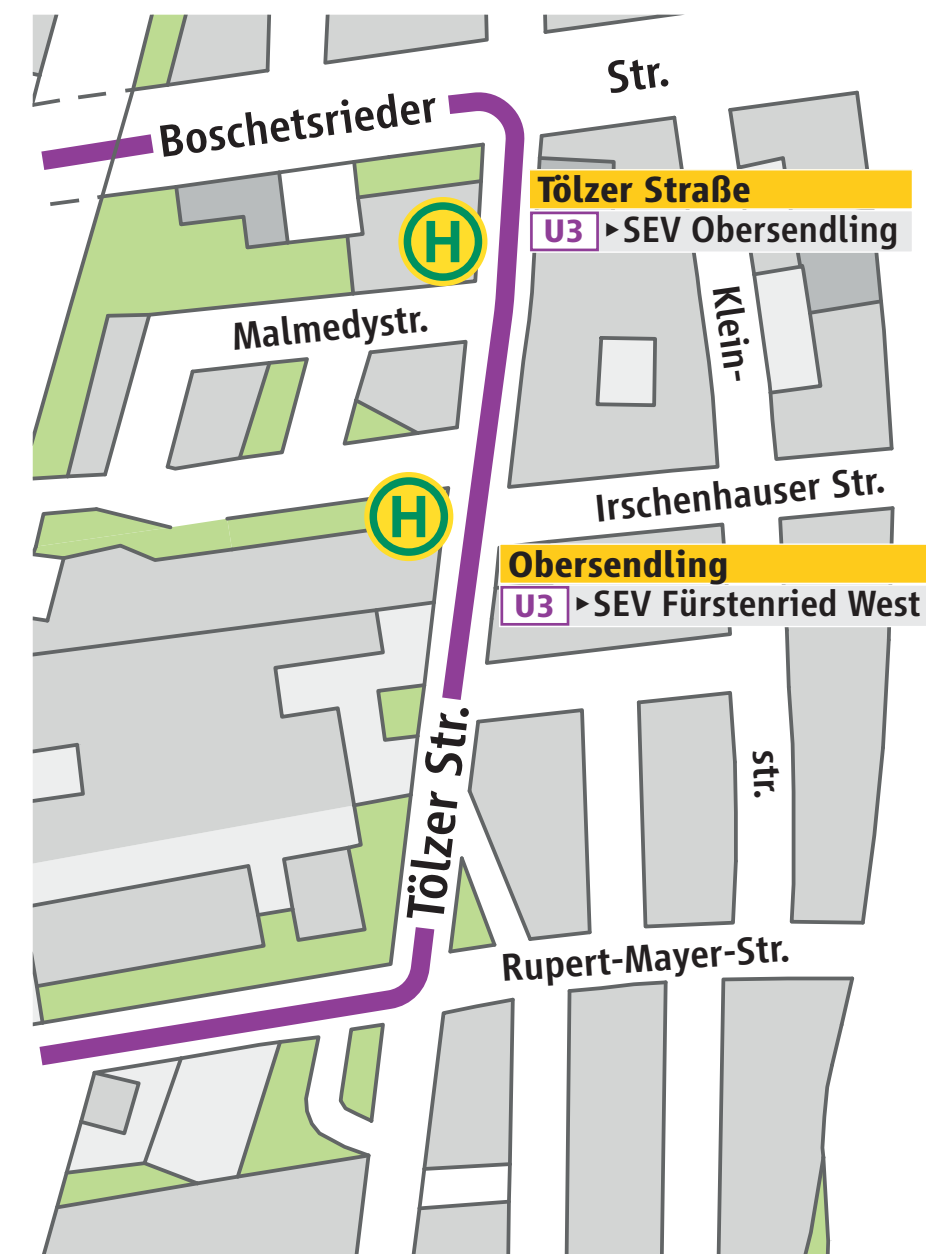 Str.
Boschetsrieder
Tölzer Straße
H
U3 ▸SEV Obersendling
Malmedystr.
Klein-
Irschenhauser Str.
H
Obersendling
U3 ▸SEV Fürstenried West
Tölzer Str.
str.
Rupert-Mayer-Str.